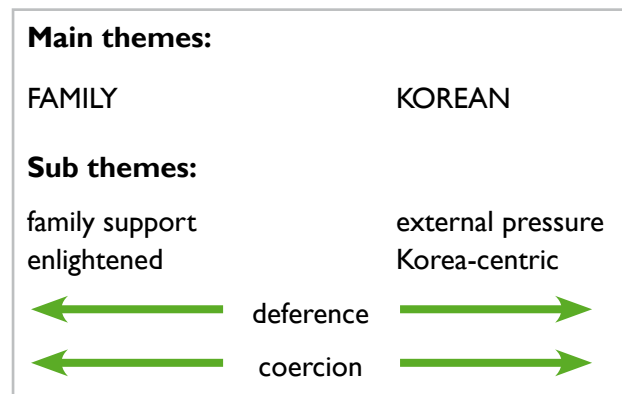 Main themes:
FAMILY KOREAN
Sub themes:
family support external pressure
enlightened Korea-centric
deference
coercion